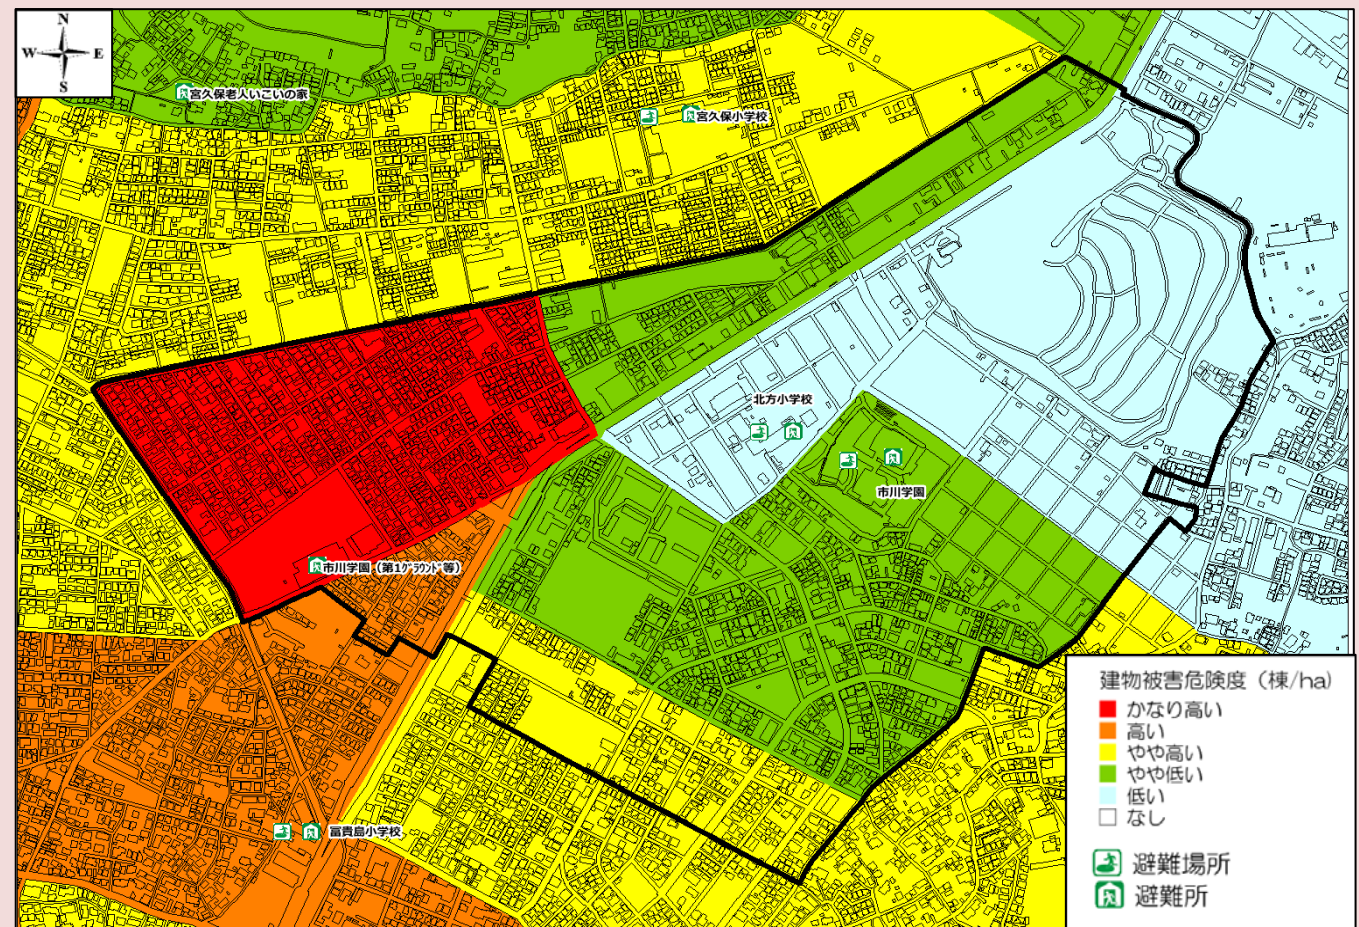 N
W E
S
宮久保老人いこいの家
宮久保小学校
北方小学校
市川学園
市川学園（第1グラウンド等）
冨貴島小学校
建物被害危険度（棟/ha）
かなり高い
高い
やや高い
やや低い
低い
なし
避難場所
避難所